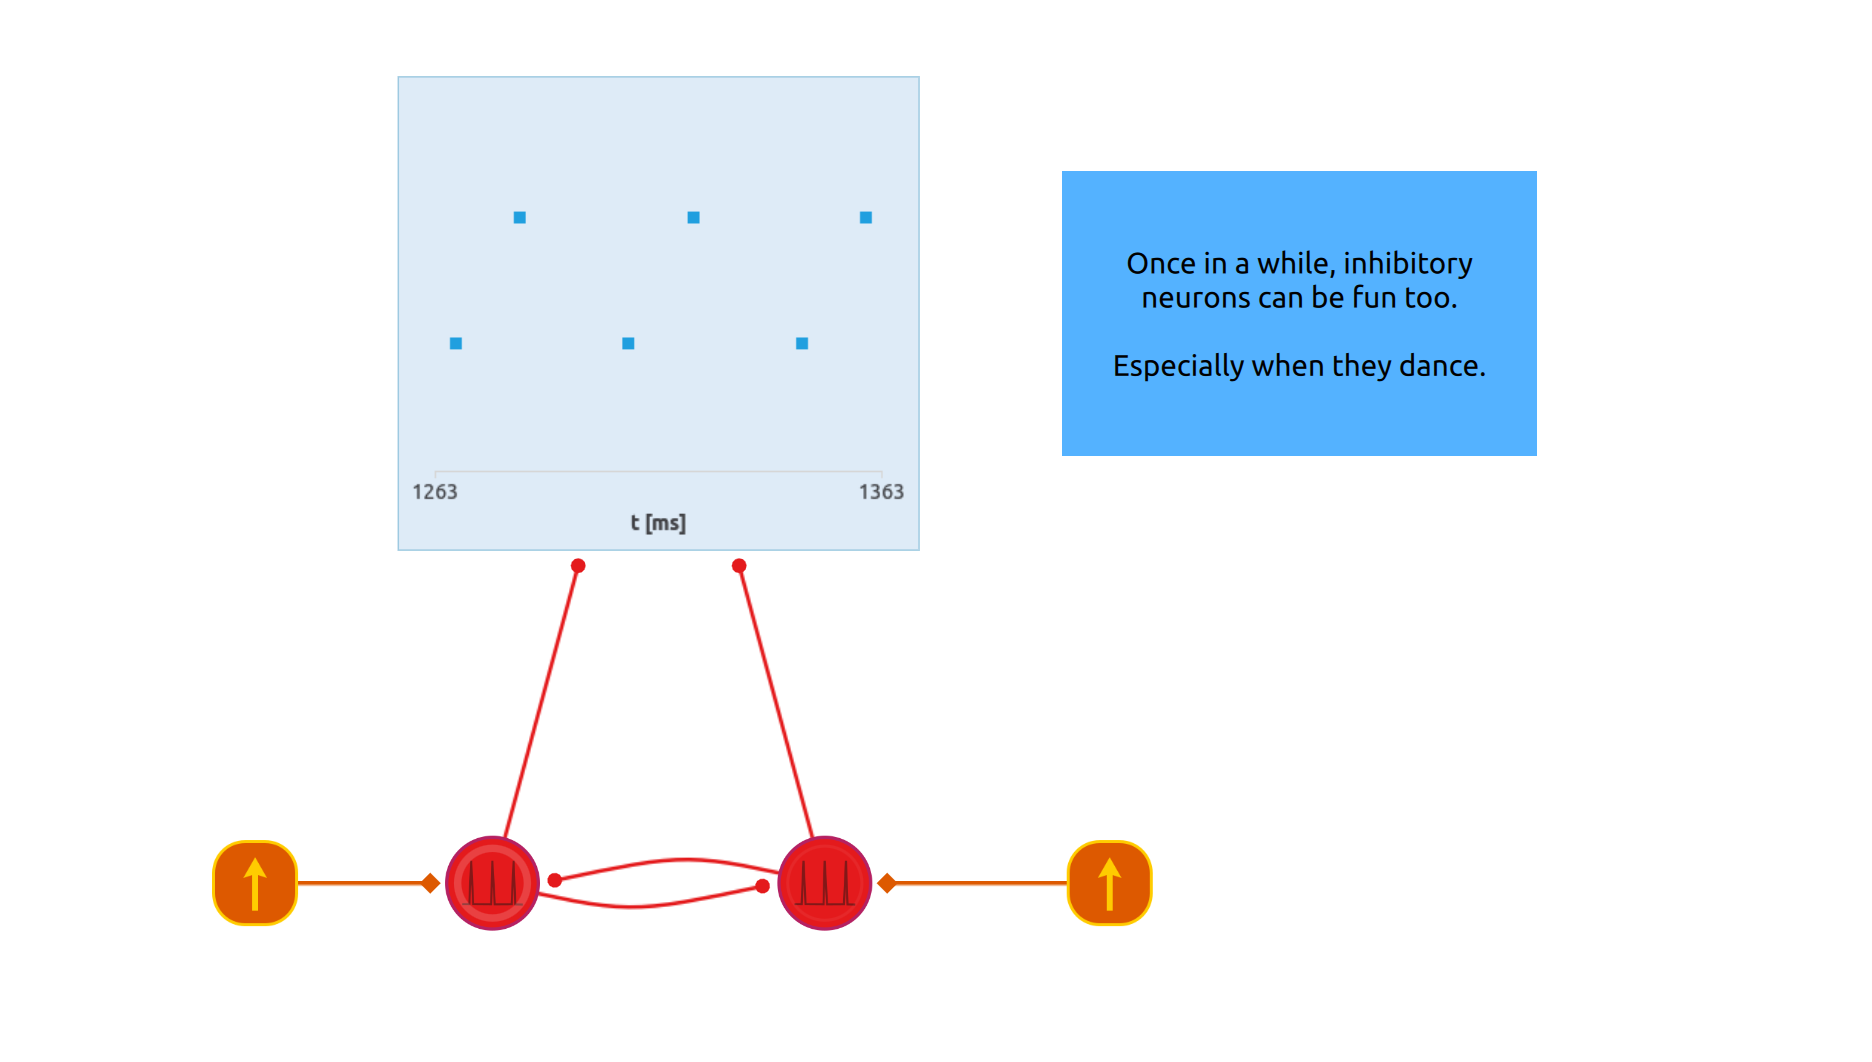 Once in a while, inhibitory
neurons can be fun too.
Especially when they dance.
1263
1363
t [ms]